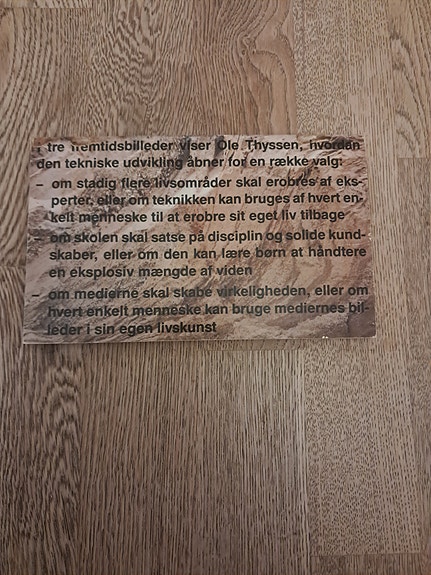 I tre fremtidsbilleder viser Ole Thyssen, hvordan
den tekniske udvikling åbner for en række valg:
– om stadig flere livsområder skal erobres af eks-
perter, eller om teknikken kan bruges af hvert en-
kelt menneske til at erobre sit eget liv tilbage
– om skolen skal satse på disciplin og solide kund-
skaber, eller om den kan lære børn at håndtere
en eksplosiv mængde af viden
– om medierne skal skabe virkeligheden, eller om
hvert enkelt menneske kan bruge mediernes bil-
leder i sin egen livskunst